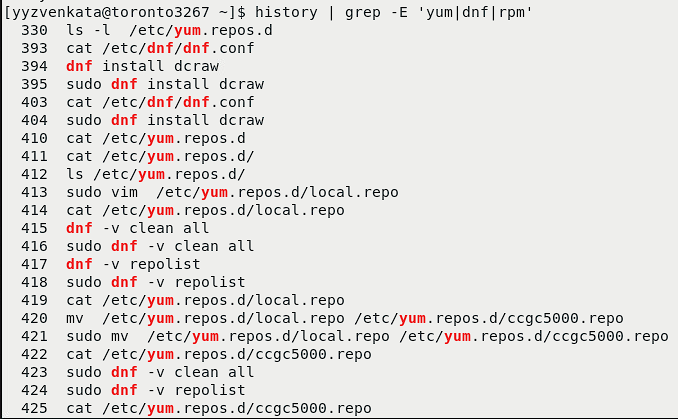 [yyzvenkata@toronto3267 ~]$ history | grep -E 'yum|dnf|rpm'
330 ls -l  /etc/yum.repos.d
393 cat /etc/dnf/dnf.conf
394 dnf install dcraw
395 sudo dnf install dcraw
403 cat /etc/dnf/dnf.conf
404 sudo dnf install dcraw
410 cat /etc/yum.repos.d
411 cat /etc/yum.repos.d/
412 ls /etc/yum.repos.d/
413 sudo vim  /etc/yum.repos.d/local.repo
414 cat /etc/yum.repos.d/local.repo
415 dnf -v clean all
416 sudo dnf -v clean all
417 dnf -v repolist
418 sudo dnf -v repolist
419 cat /etc/yum.repos.d/local.repo
420 mv  /etc/yum.repos.d/local.repo /etc/yum.repos.d/ccgc5000.repo
421 sudo mv  /etc/yum.repos.d/local.repo /etc/yum.repos.d/ccgc5000.repo
422 cat /etc/yum.repos.d/ccgc5000.repo
423 sudo dnf -v clean all
424 sudo dnf -v repolist
425 cat /etc/yum.repos.d/ccgc5000.repo